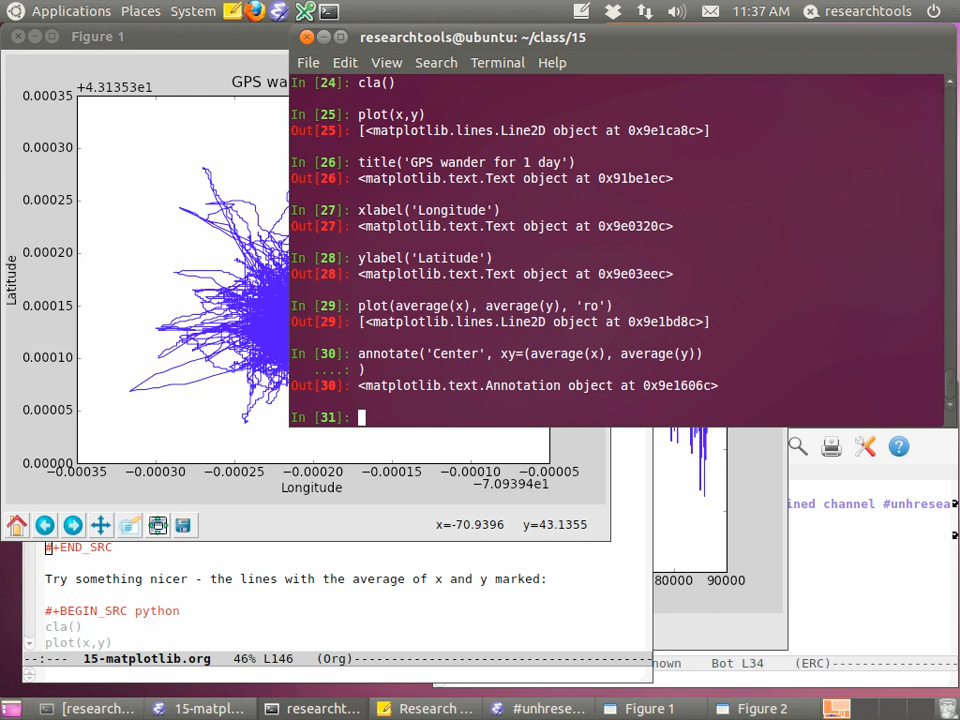 Applications Places System 11:37 AM researchtools
Figure 1
researchtools@ubuntu: ~/class/15
File Edit View Search Terminal Help
In [24]: cla()
In [25]: plot(x,y)
Out[25]: [<matplotlib.lines.Line2D object at 0x9e1ca8c>]
In [26]: title('GPS wander for 1 day')
Out[26]: <matplotlib.text.Text object at 0x91be1ec>
In [27]: xlabel('Longitude')
Out[27]: <matplotlib.text.Text object at 0x9e0320c>
In [28]: ylabel('Latitude')
Out[28]: <matplotlib.text.Text object at 0x9e03eec>
In [29]: plot(average(x), average(y), 'ro')
Out[29]: [<matplotlib.lines.Line2D object at 0x9e1bd8c>]
In [30]: annotate('Center', xy=(average(x), average(y))
....: )
Out[30]: <matplotlib.text.Annotation object at 0x9e1606c>
In [31]:
+4.31353e1
GPS wa
0.00035
0.00030
0.00025
0.00020
0.00015
0.00010
0.00005
0.00000
Latitude
−0.00035 −0.00030 −0.00025 −0.00020 −0.00015 −0.00010 −0.00005
Longitude
−7.09394e1
x=-70.9396 y=43.1355
80000 90000
ined channel #unhresea
#+END_SRC
Try something nicer - the lines with the average of x and y marked:
#+BEGIN_SRC python
cla()
plot(x,y)
--:--- 15-matplotlib.org 46% L146 (Org)
nown Bot L34 (ERC)
[research... 15-matpl... researcht... Research ... #unhrese... Figure 1 Figure 2